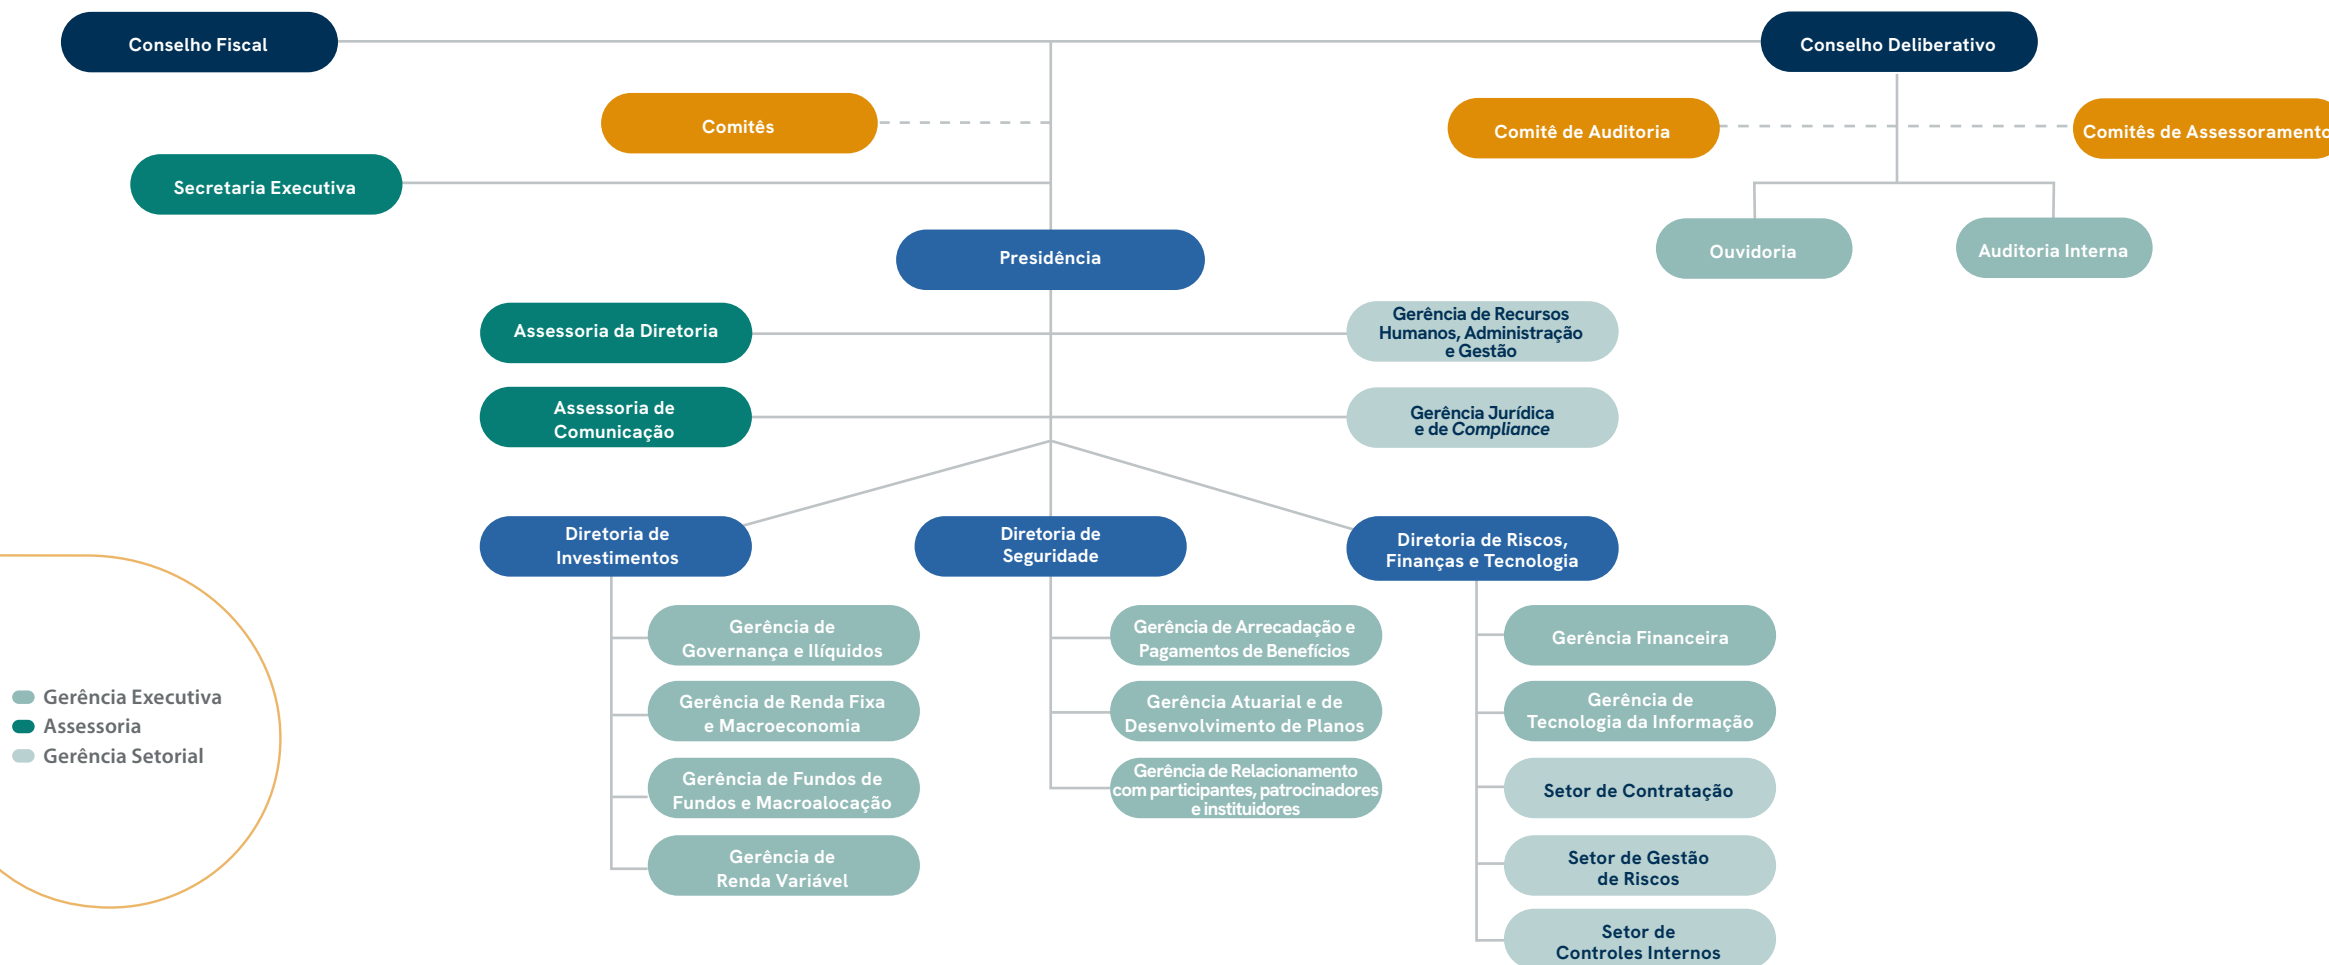 Conselho Fiscal
Conselho Deliberativo
Comitês
Comitê de Auditoria
Comitês de Assessoramento
Secretaria Executiva
Presidência
Ouvidoria
Auditoria Interna
Assessoria da Diretoria
Gerência de Recursos
Humanos, Administração
e Gestão
Assessoria de
Comunicação
Gerência Jurídica
e de Compliance
Diretoria de
Investimentos
Diretoria de
Seguridade
Diretoria de Riscos,
Finanças e Tecnologia
Gerência de
Governança e Ilíquidos
Gerência de Renda Fixa
e Macroeconomia
Gerência de Fundos de
Fundos e Macroalocação
Gerência de
Renda Variável
Gerência de Arrecadação e
Pagamentos de Benefícios
Gerência Atuarial e de
Desenvolvimento de Planos
Gerência de Relacionamento
com participantes, patrocinadores
e instituidores
Gerência Financeira
Gerência de
Tecnologia da Informação
Setor de Contratação
Setor de Gestão
de Riscos
Setor de
Controles Internos
Gerência Executiva
Assessoria
Gerência Setorial